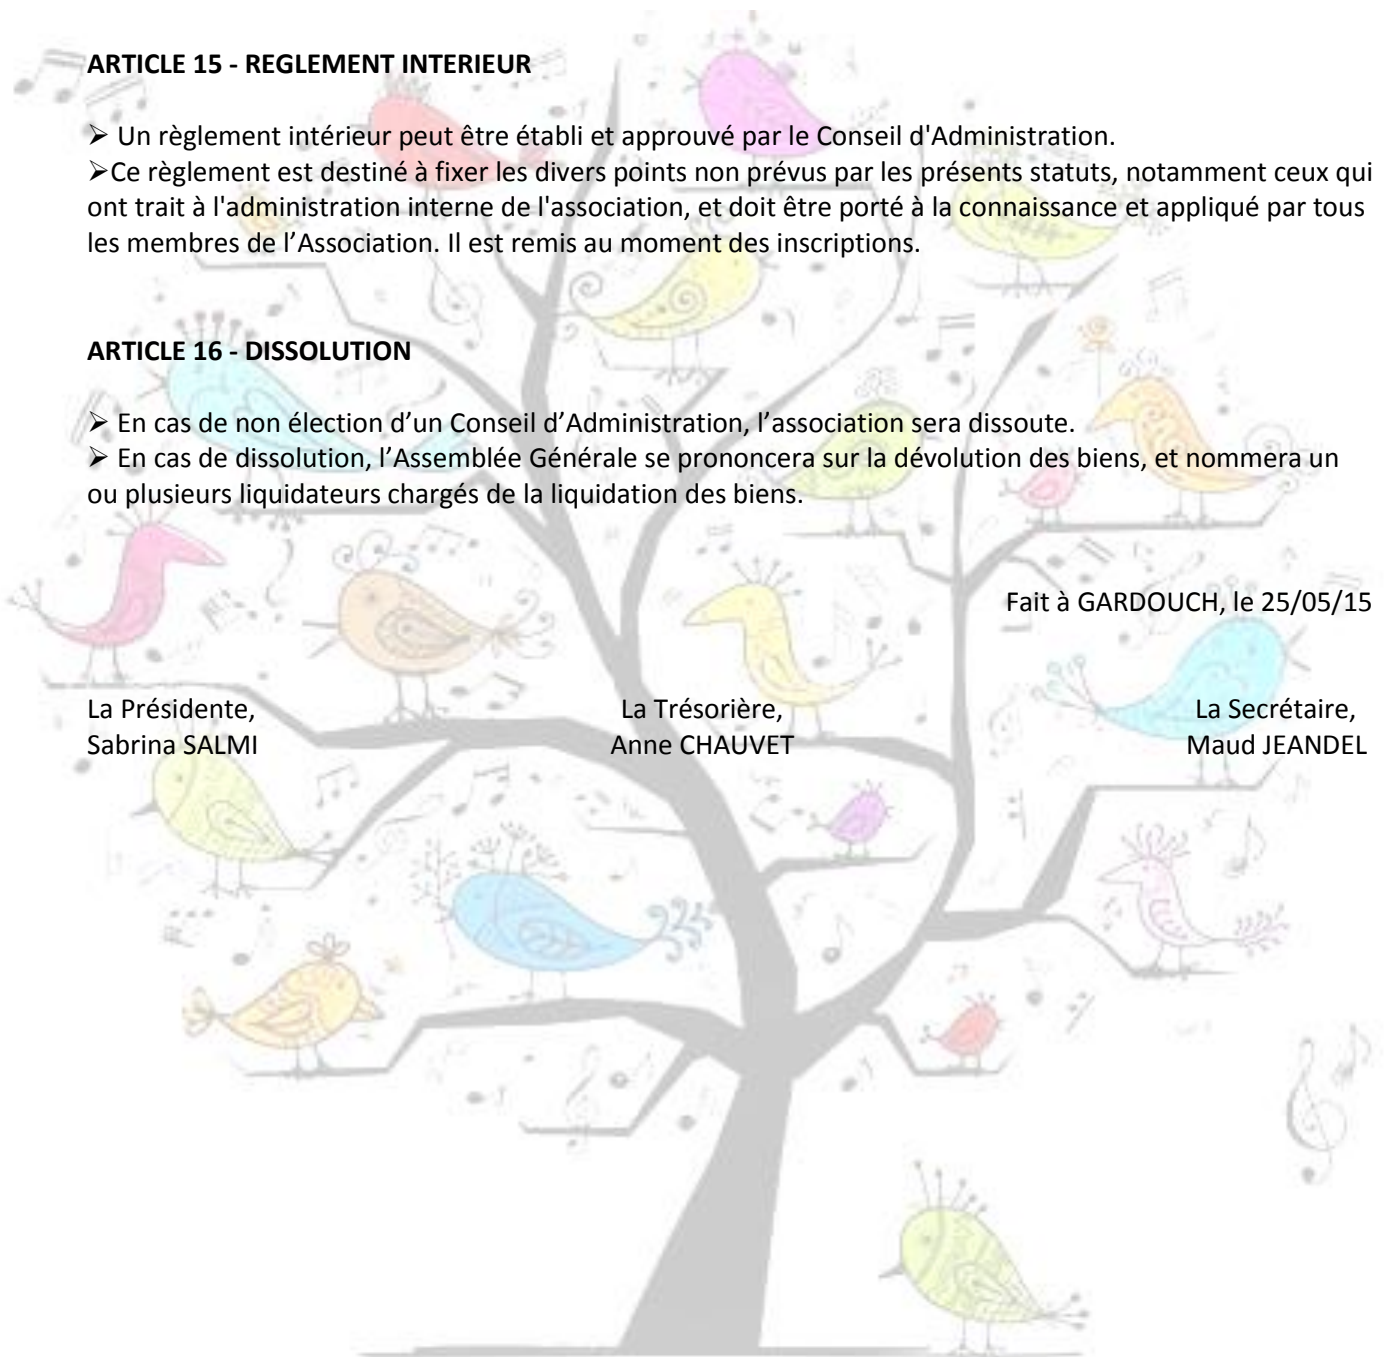 ARTICLE 15 - REGLEMENT INTERIEUR
➢ Un règlement intérieur peut être établi et approuvé par le Conseil d'Administration.
➢Ce règlement est destiné à fixer les divers points non prévus par les présents statuts, notamment ceux qui
ont trait à l'administration interne de l'association, et doit être porté à la connaissance et appliqué par tous
les membres de l’Association. Il est remis au moment des inscriptions.
ARTICLE 16 - DISSOLUTION
➢ En cas de non élection d’un Conseil d’Administration, l’association sera dissoute.
➢ En cas de dissolution, l’Assemblée Générale se prononcera sur la dévolution des biens, et nommera un
ou plusieurs liquidateurs chargés de la liquidation des biens.
Fait à GARDOUCH, le 25/05/15
La Présidente, La Trésorière, La Secrétaire,
Sabrina SALMI Anne CHAUVET Maud JEANDEL